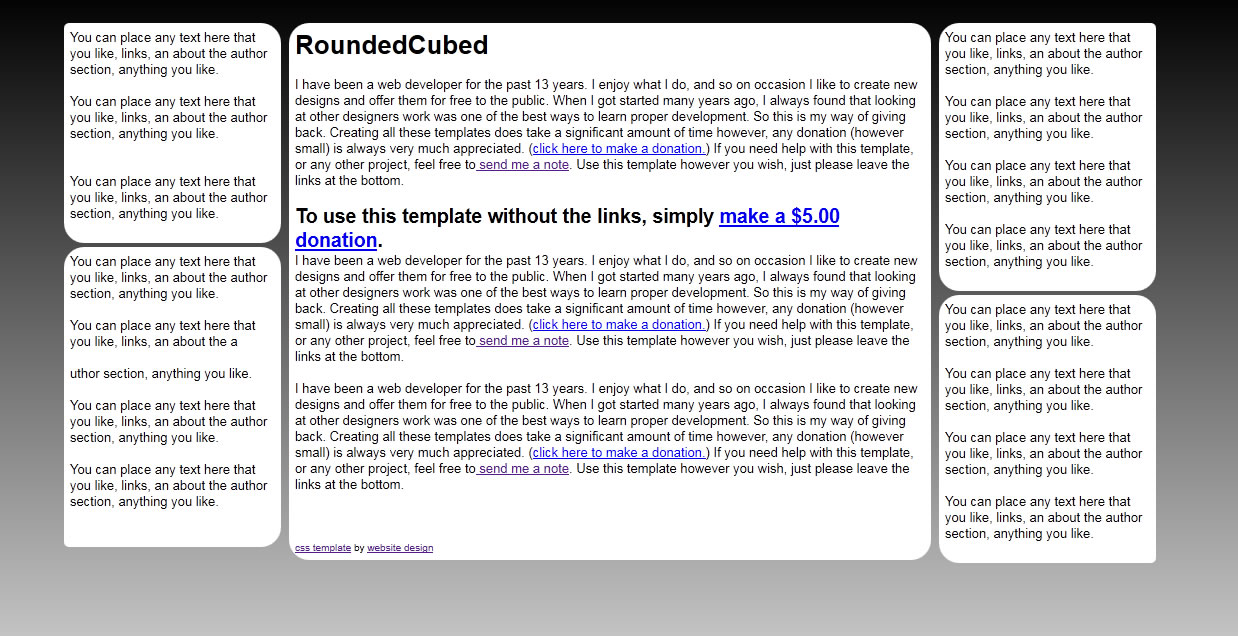 You can place any text here that
you like, links, an about the author
section, anything you like.
You can place any text here that
you like, links, an about the author
section, anything you like.
You can place any text here that
you like, links, an about the author
section, anything you like.
You can place any text here that
you like, links, an about the author
section, anything you like.
You can place any text here that
you like, links, an about the a
uthor section, anything you like.
You can place any text here that
you like, links, an about the author
section, anything you like.
You can place any text here that
you like, links, an about the author
section, anything you like.
RoundedCubed
I have been a web developer for the past 13 years. I enjoy what I do, and so on occasion I like to create new
designs and offer them for free to the public. When I got started many years ago, I always found that looking
at other designers work was one of the best ways to learn proper development. So this is my way of giving
back. Creating all these templates does take a significant amount of time however, any donation (however
small) is always very much appreciated. (click here to make a donation.) If you need help with this template,
or any other project, feel free to send me a note. Use this template however you wish, just please leave the
links at the bottom.
To use this template without the links, simply make a $5.00
donation.
I have been a web developer for the past 13 years. I enjoy what I do, and so on occasion I like to create new
designs and offer them for free to the public. When I got started many years ago, I always found that looking
at other designers work was one of the best ways to learn proper development. So this is my way of giving
back. Creating all these templates does take a significant amount of time however, any donation (however
small) is always very much appreciated. (click here to make a donation.) If you need help with this template,
or any other project, feel free to send me a note. Use this template however you wish, just please leave the
links at the bottom.
I have been a web developer for the past 13 years. I enjoy what I do, and so on occasion I like to create new
designs and offer them for free to the public. When I got started many years ago, I always found that looking
at other designers work was one of the best ways to learn proper development. So this is my way of giving
back. Creating all these templates does take a significant amount of time however, any donation (however
small) is always very much appreciated. (click here to make a donation.) If you need help with this template,
or any other project, feel free to send me a note. Use this template however you wish, just please leave the
links at the bottom.
css template by website design
You can place any text here that
you like, links, an about the author
section, anything you like.
You can place any text here that
you like, links, an about the author
section, anything you like.
You can place any text here that
you like, links, an about the author
section, anything you like.
You can place any text here that
you like, links, an about the author
section, anything you like.
You can place any text here that
you like, links, an about the author
section, anything you like.
You can place any text here that
you like, links, an about the author
section, anything you like.
You can place any text here that
you like, links, an about the author
section, anything you like.
You can place any text here that
you like, links, an about the author
section, anything you like.